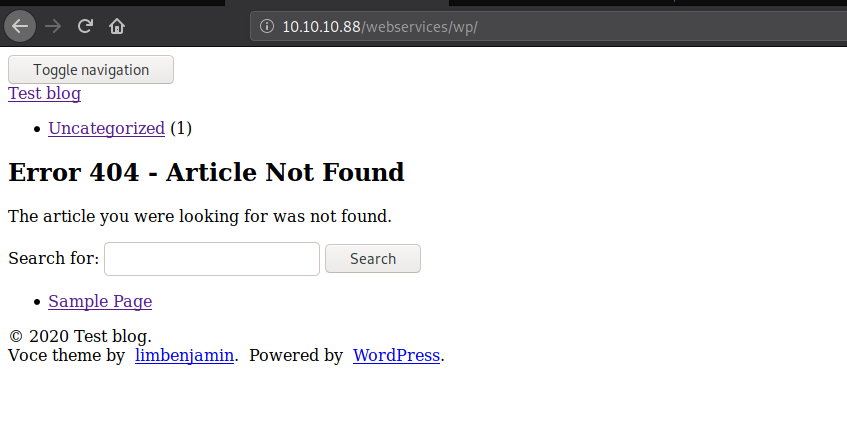 10.10.10.88/webservices/wp/
Toggle navigation
Test blog
Uncategorized (1)
Error 404 - Article Not Found
The article you were looking for was not found.
Search for: Search
Sample Page
© 2020 Test blog.
Voce theme by limbenjamin. Powered by WordPress.